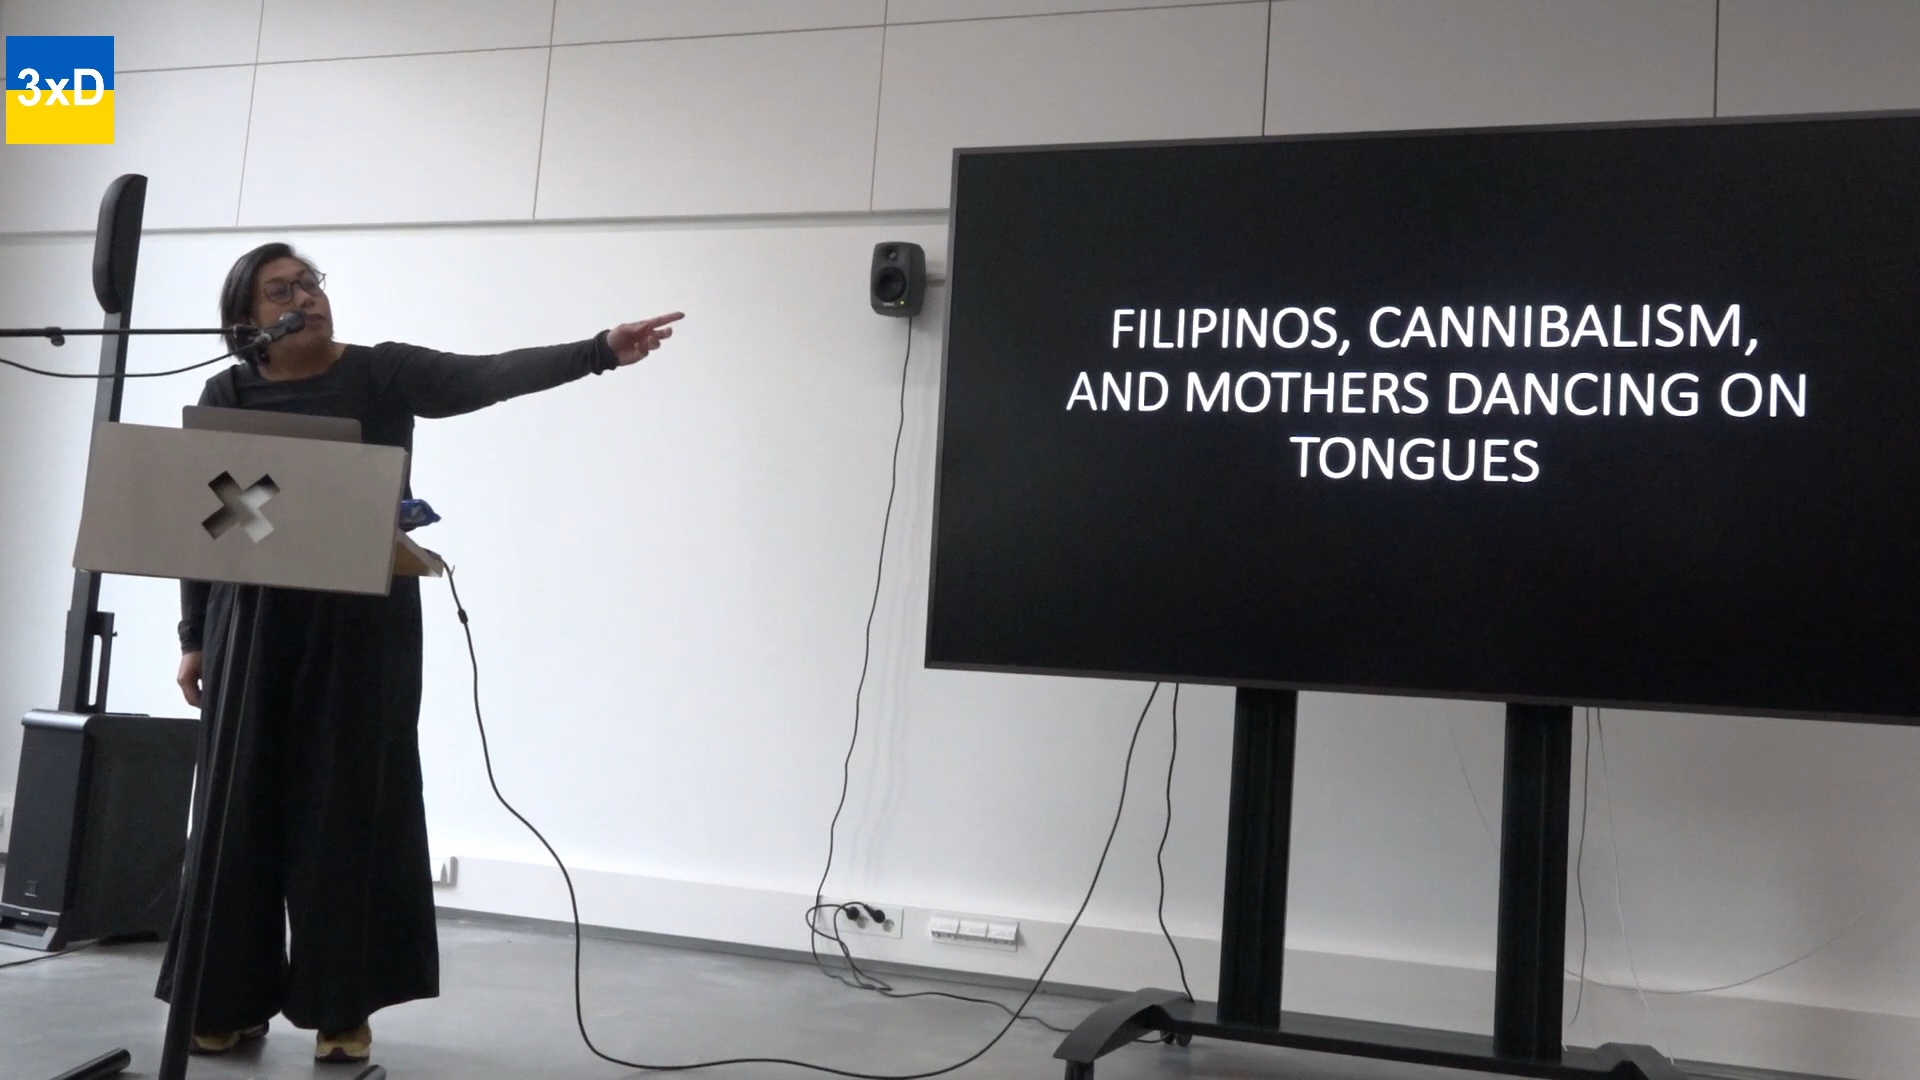 3xD
FILIPINOS, CANNIBALISM,
AND MOTHERS DANCING ON
TONGUES